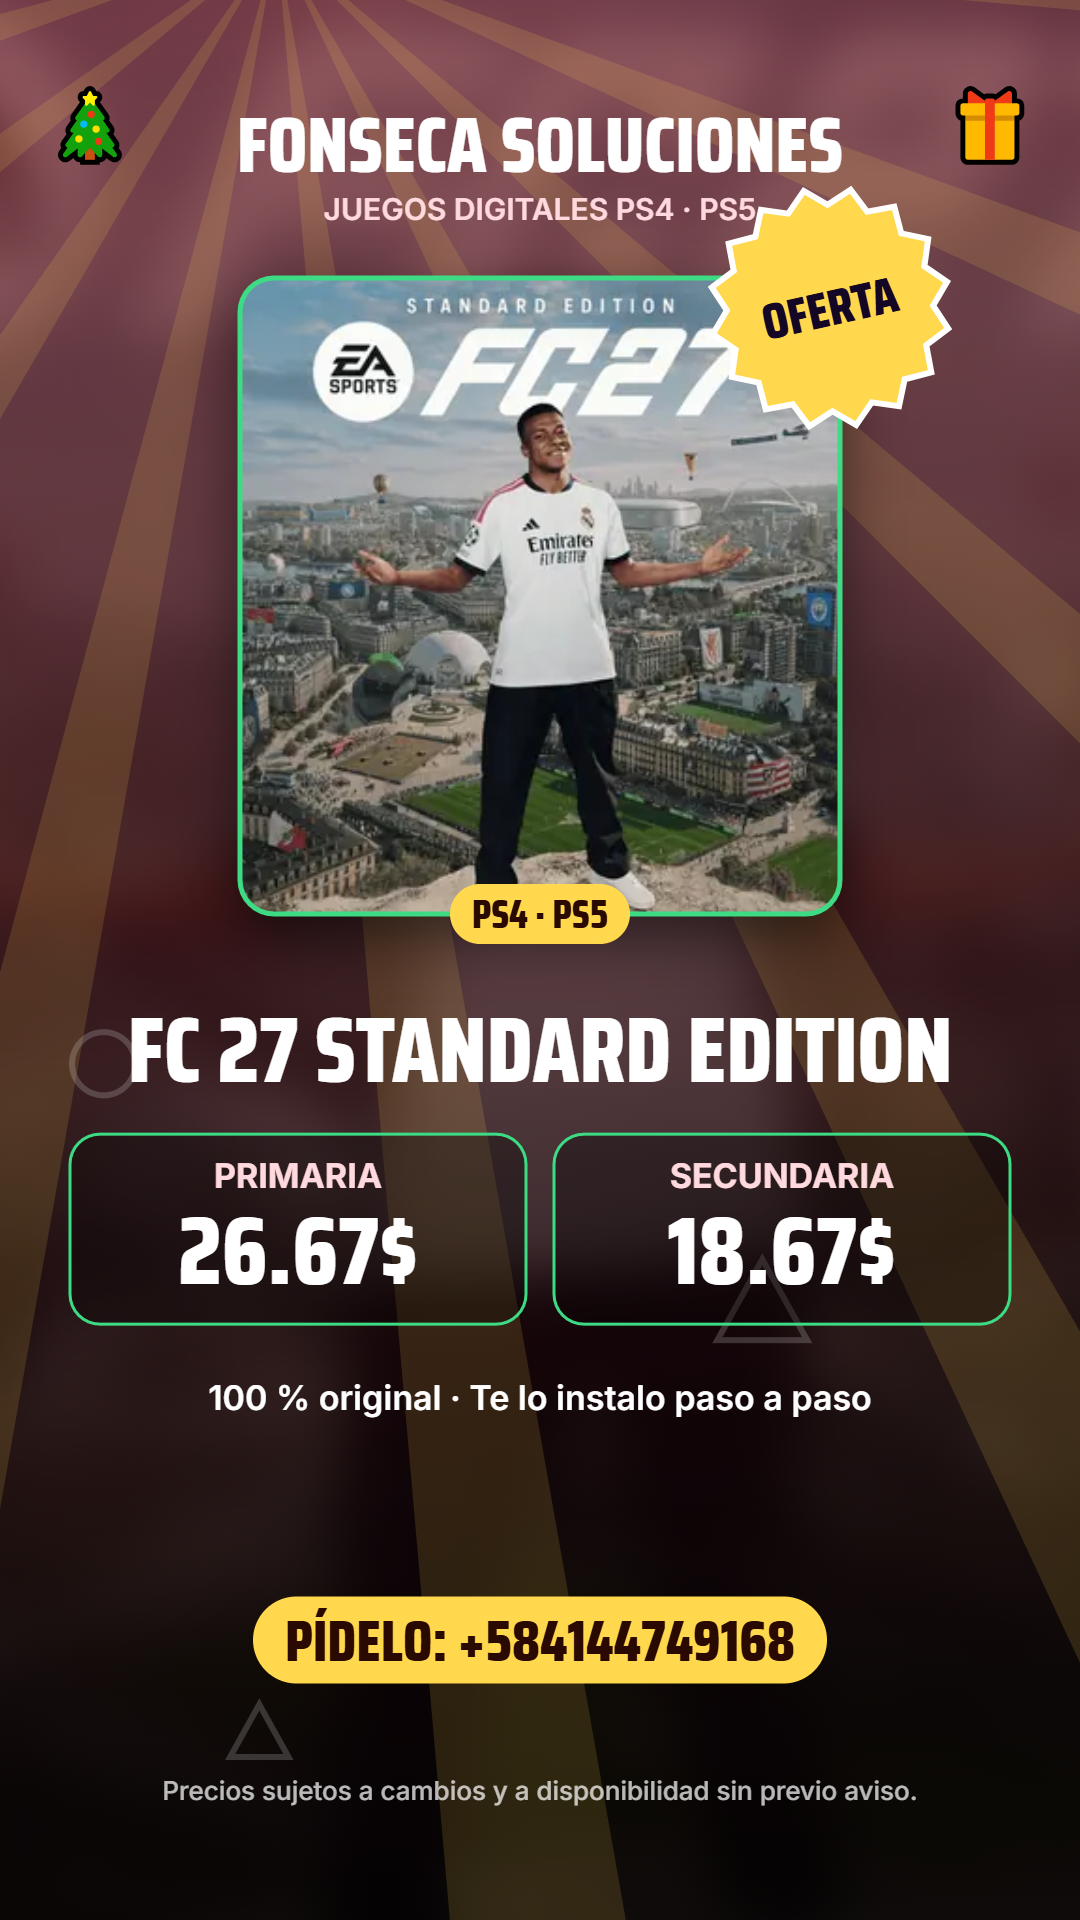 FONSECA SOLUCIONES
JUEGOS DIGITALES PS4 · PS5
OFERTA
STANDARD EDITION
EA SPORTS FC27
Emirates
FLY BETTER
PS4 · PS5
FC 27 STANDARD EDITION
PRIMARIA
26.67$
SECUNDARIA
18.67$
100 % original · Te lo instalo paso a paso
PÍDELO: +584144749168
Precios sujetos a cambios y a disponibilidad sin previo aviso.